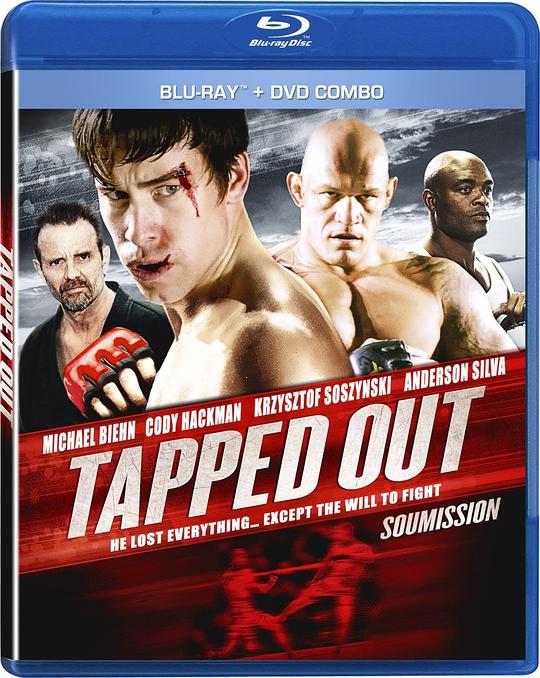 Blu-ray Disc™
BLU-RAY™ + DVD COMBO
TAPPED OUT
MICHAEL BIEHN CODY HACKMAN KRZYSZTOF SOSZYNSKI ANDERSON SILVA
TAPPED OUT
HE LOST EVERYTHING... EXCEPT THE WILL TO FIGHT
SOUMISSION